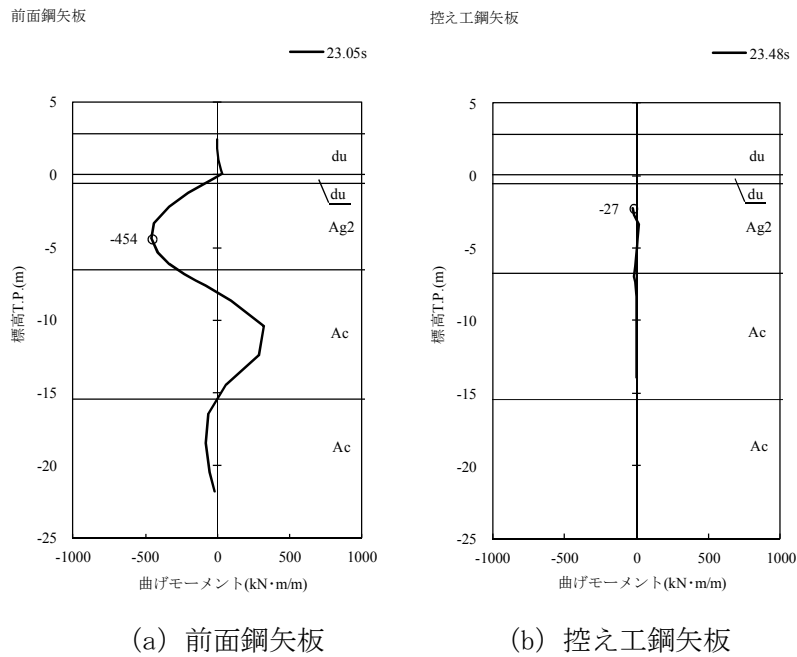 前面鋼矢板
23.05s
5
0
-5
-10
-15
-20
-25
標高T.P.(m)
du
du
Ag2
-454
Ac
Ac
-1000 -500 0 500 1000
曲げモーメント(kN･m/m)
(a) 前面鋼矢板
控え工鋼矢板
23.48s
5
0
-5
-10
-15
-20
-25
標高T.P.(m)
du
du
Ag2
-27
Ac
Ac
-1000 -500 0 500 1000
曲げモーメント(kN･m/m)
(b) 控え工鋼矢板